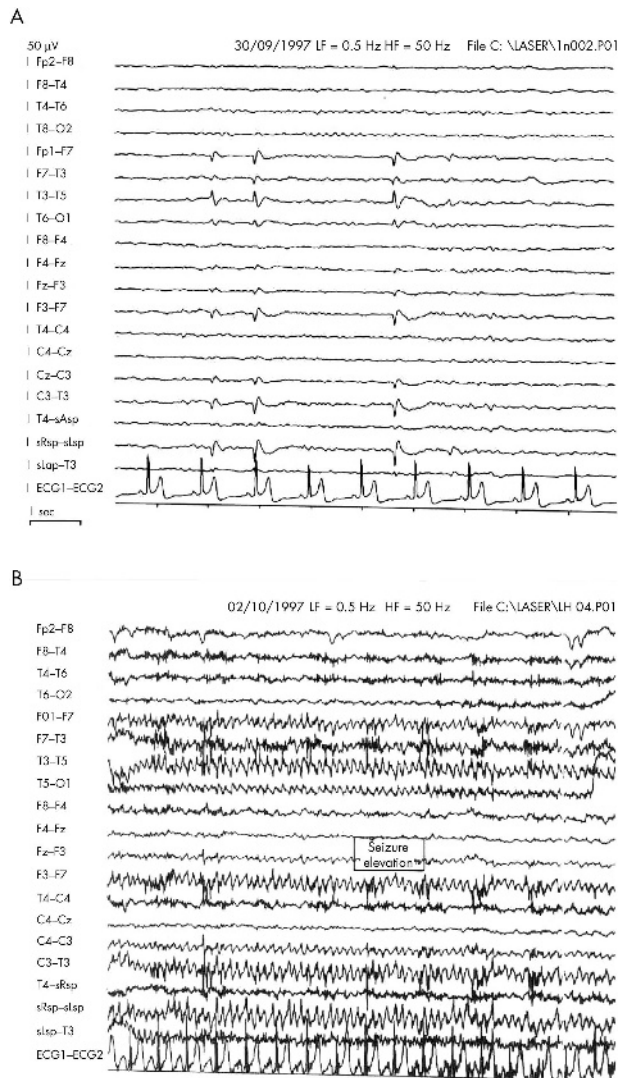 A
50 µV
30/09/1997 LF = 0.5 Hz HF = 50 Hz File C: \LASER\1n002.P01
Fp2–F8
F8–T4
T4–T6
T8–O2
Fp1–F7
F7–T3
T3–T5
T6–O1
F8–F4
F4–Fz
Fz–F3
F3–F7
T4–C4
C4–Cz
Cz–C3
C3–T3
T4–sAsp
sRsp–slsp
slap–T3
ECG1–ECG2
1 sec
B
02/10/1997 LF = 0.5 Hz HF = 50 Hz File C:\LASER\LH 04.P01
Fp2–F8
F8–T4
T4–T6
T6–O2
F01–F7
F7–T3
T3–T5
T5–O1
F8–F4
F4–Fz
Fz–F3
Seizure
elevation
F3–F7
T4–C4
C4–Cz
C4–C3
C3–T3
T4–sRsp
sRsp–slsp
slsp–T3
ECG1–ECG2